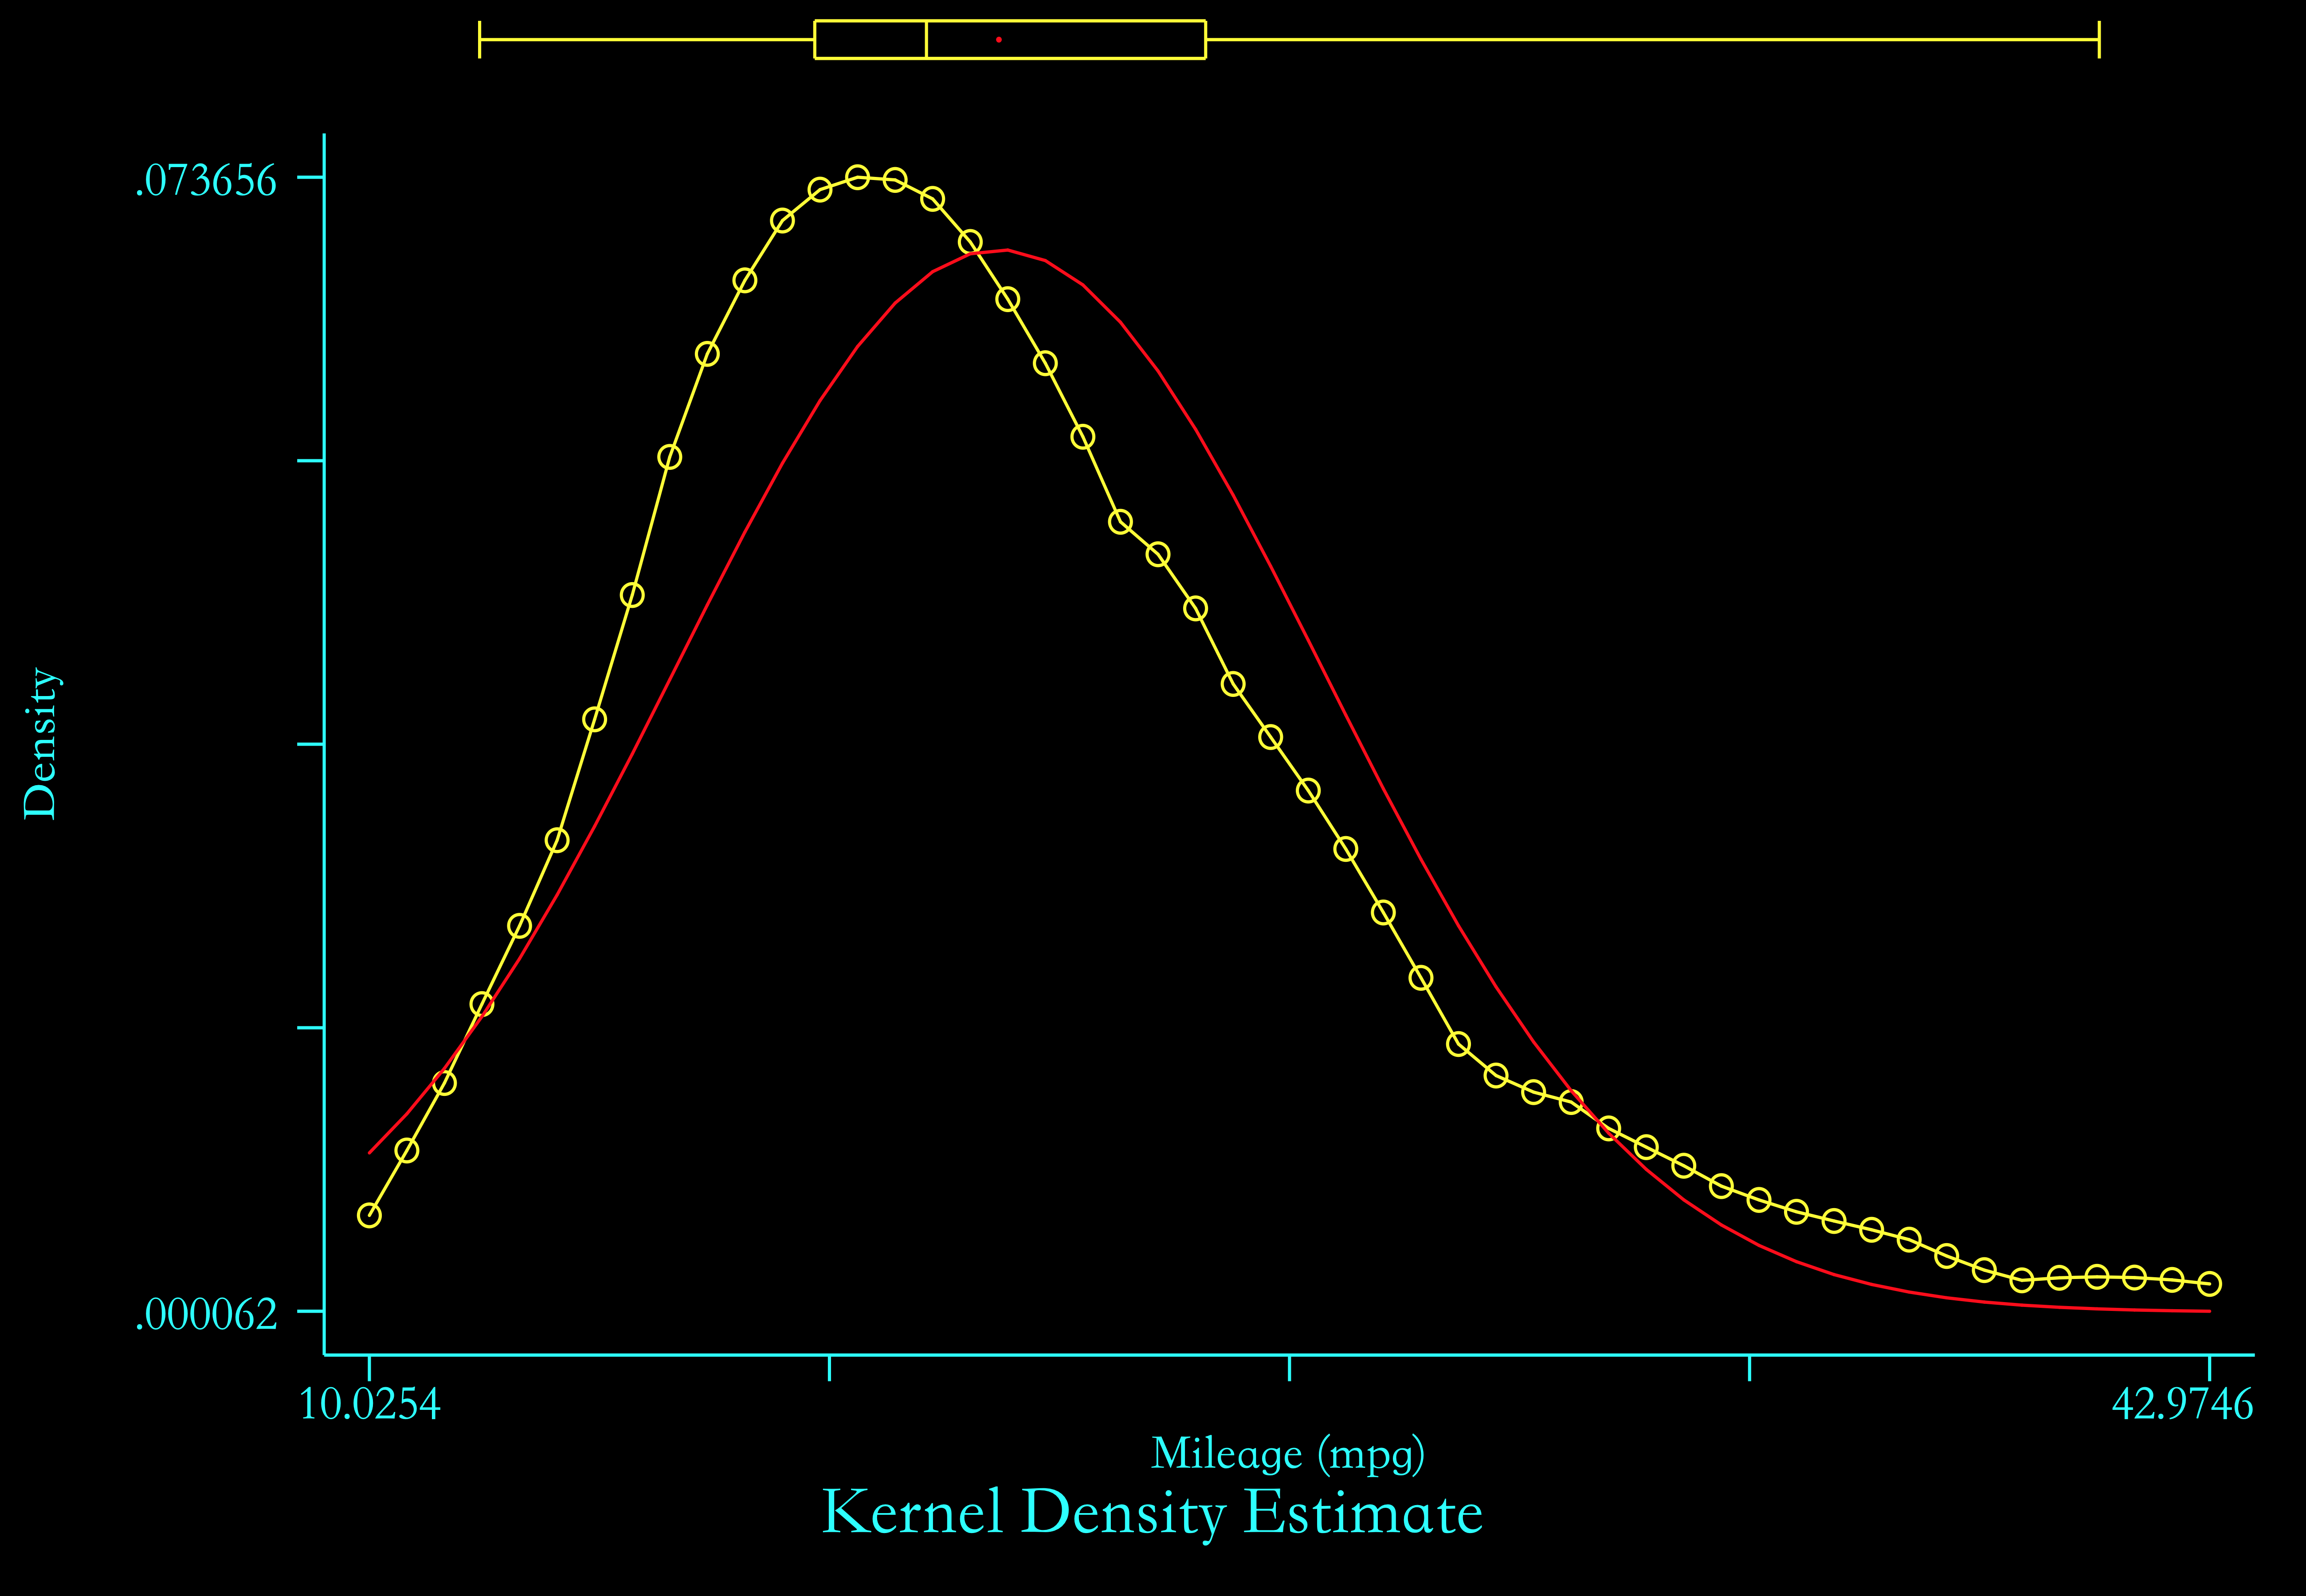 .073656
Density
.000062
10.0254
42.9746
Mileage (mpg)
Kernel Density Estimate